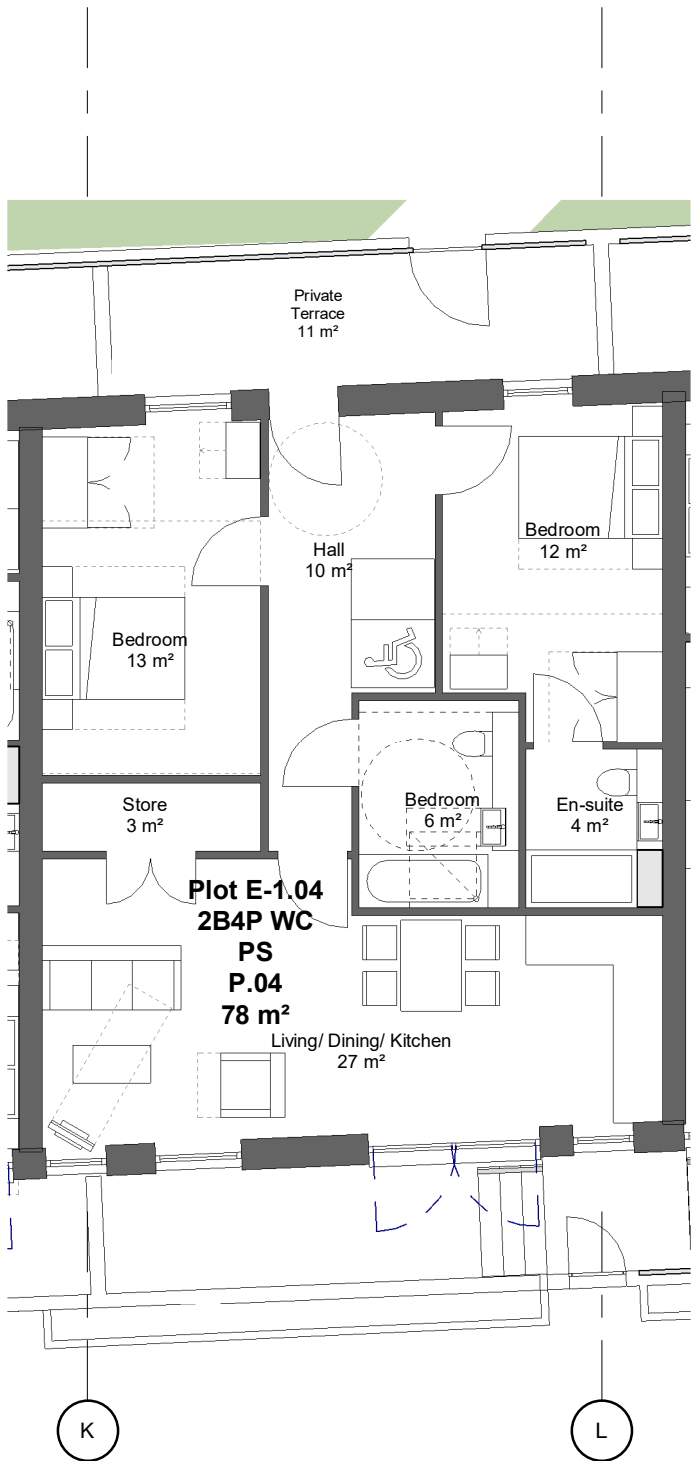 Private
Terrace
11 m²
Hall
10 m²
Bedroom
12 m²
Bedroom
13 m²
Store
3 m²
Bedroom
6 m²
En-suite
4 m²
Plot E-1.04
2B4P WC
PS
P.04
78 m²
Living/ Dining/ Kitchen
27 m²
K
L